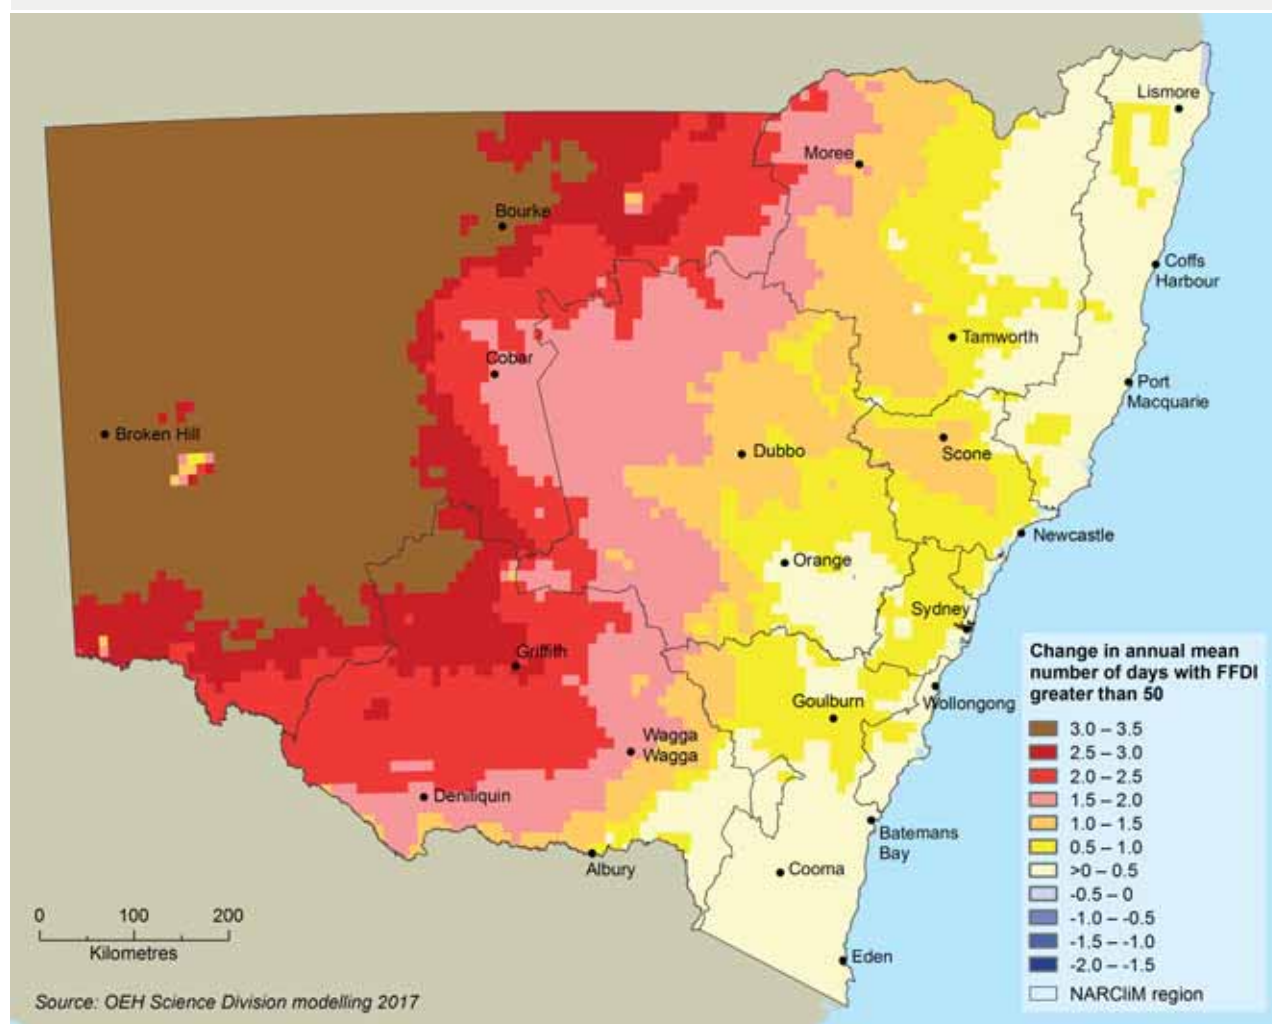 Lismore
Moree
Bourke
Coffs
Harbour
Tamworth
Cobar
Port
Macquarie
Broken Hill
Dubbo
Scone
Newcastle
Orange
Sydney
Griffith
Goulburn
Wollongong
Wagga
Wagga
Deniliquin
Batemans
Bay
Albury
Cooma
Eden
Change in annual mean
number of days with FFDI
greater than 50
3.0 – 3.5
2.5 – 3.0
2.0 – 2.5
1.5 – 2.0
1.0 – 1.5
0.5 – 1.0
>0 – 0.5
-0.5 – 0
-1.0 – -0.5
-1.5 – -1.0
-2.0 – -1.5
NARCliM region
0 100 200
Kilometres
Source: OEH Science Division modelling 2017